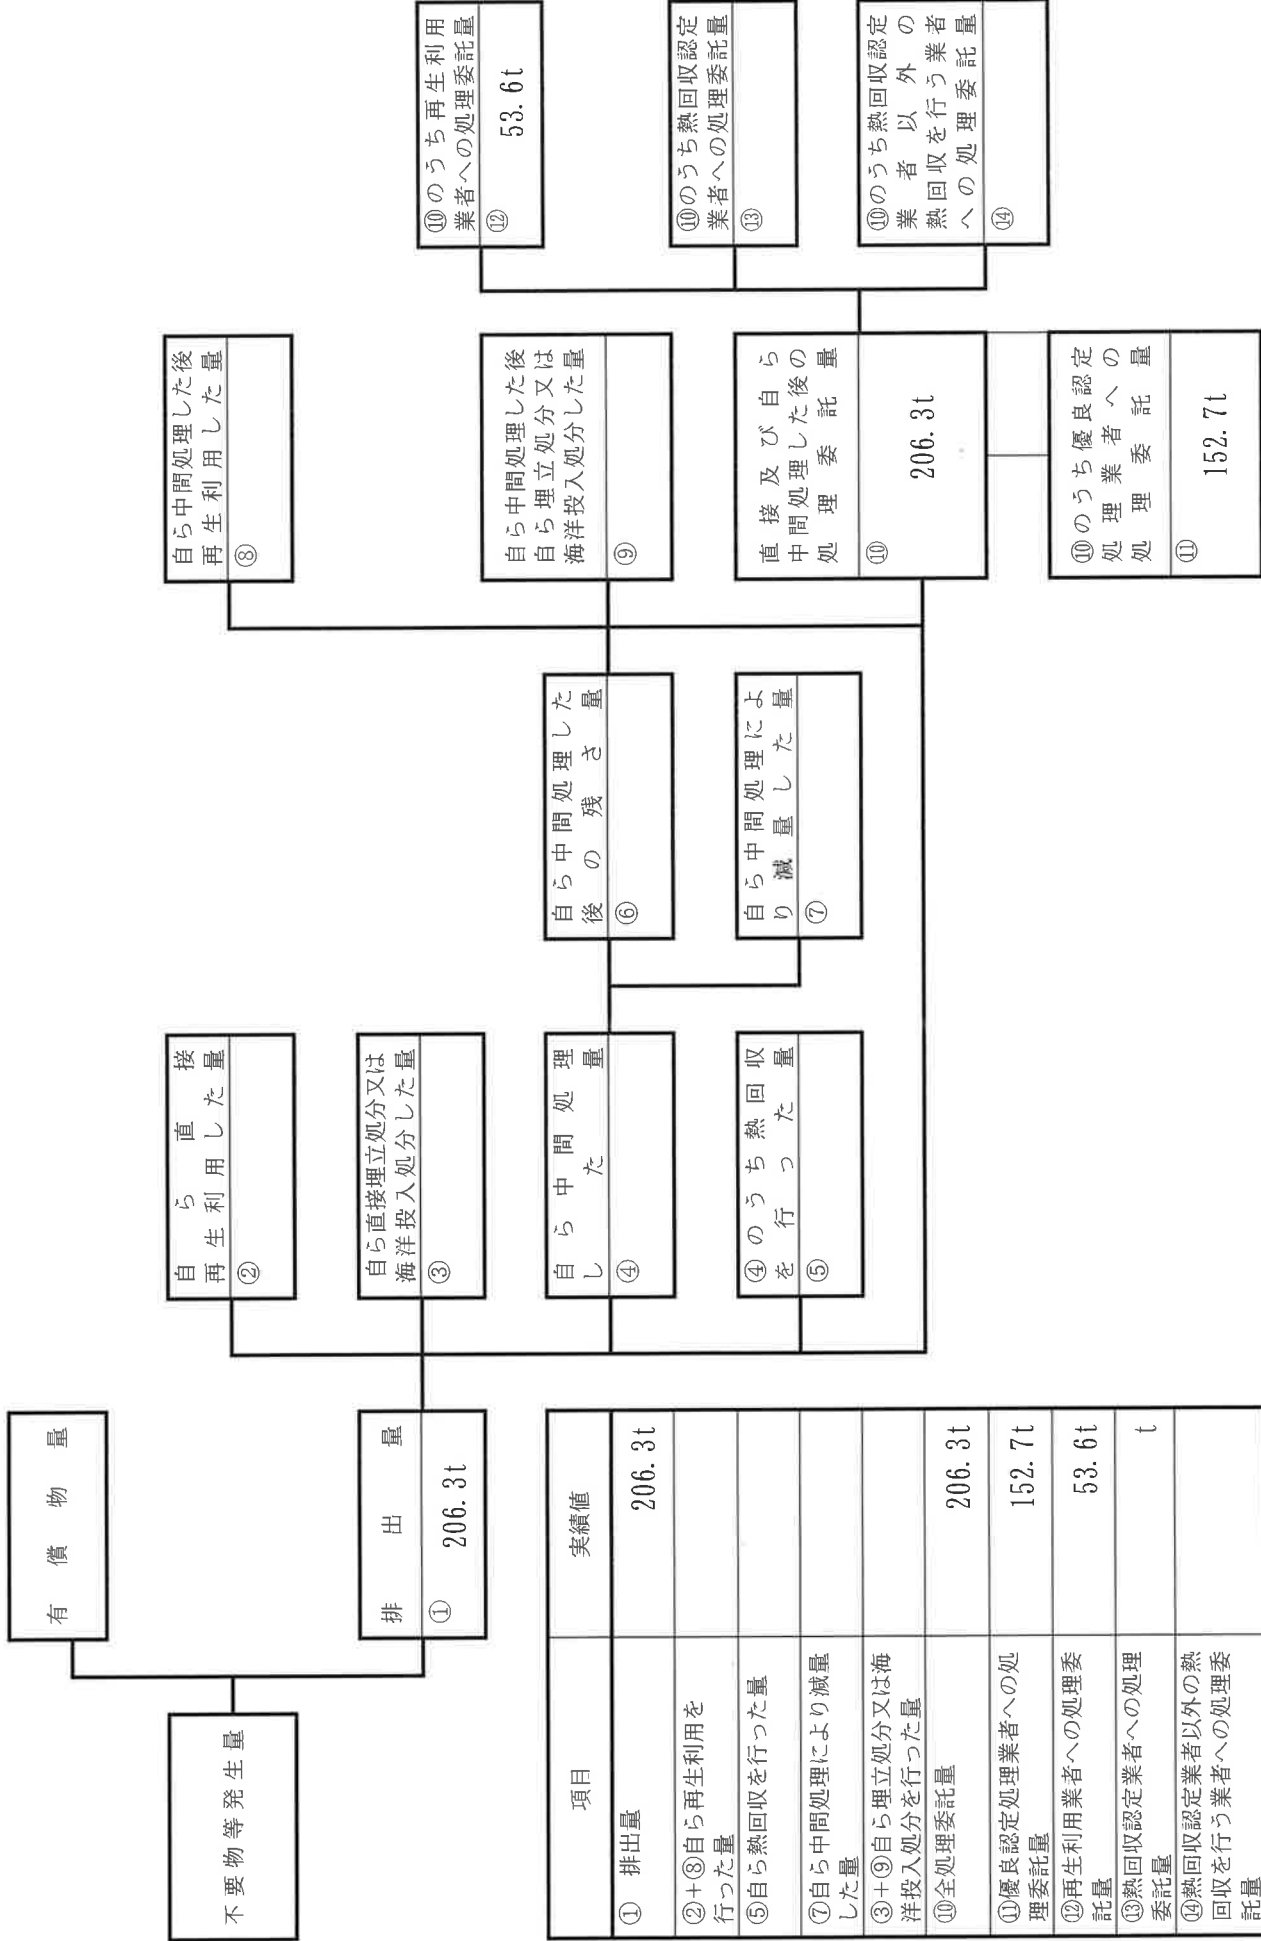 不要物等発生量
有償物量
排出量
① 206.3t
自ら直接
再生利用した量
②
自ら直接埋立処分又は
海洋投入処分した量
③
自ら中間処理
した量
④
④のうち熱回収
を行った量
⑤
自ら中間処理した
後の残さ量
⑥
自ら中間処理によ
り減量した量
⑦
自ら中間処理した後
再生利用した量
⑧
自ら中間処理した後
自ら埋立処分又は
海洋投入処分した量
⑨
直接及び自ら
中間処理した後の
処理委託量
⑩
206.3t
⑩のうち優良認定
処理業者への
処理委託量
⑪
152.7t
⑩のうち再生利用
業者への処理委託量
⑫
53.6t
⑩のうち熱回収認定
業者への処理委託量
⑬
⑩のうち熱回収認定
業者以外の
熱回収を行う業者
への処理委託量
⑭
項目 実績値
① 排出量 206.3t
②+⑧自ら再生利用を
行った量
⑤自ら熱回収を行った量
⑦自ら中間処理により減量
した量
③+⑨自ら埋立処分又は海
洋投入処分を行った量
⑩全処理委託量 206.3t
⑪優良認定処理業者への処
理委託量 152.7t
⑫再生利用業者への処理委
託量 53.6t
⑬熱回収認定業者への処理
委託量 t
⑭熱回収認定業者以外の熱
回収を行う業者への処理委
託量